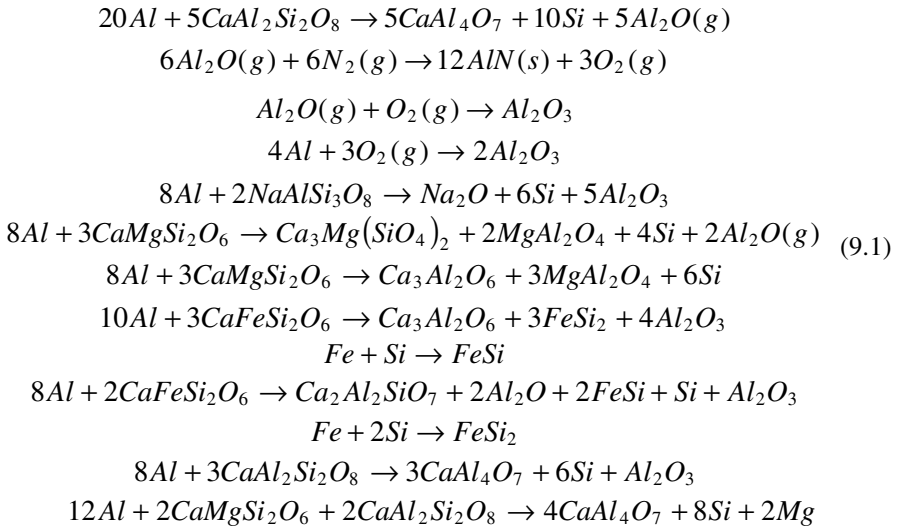 20Al + 5CaAl₂Si₂O₈ → 5CaAl₄O₇ + 10Si + 5Al₂O(g)
6Al₂O(g) + 6N₂(g) → 12AlN(s) + 3O₂(g)
Al₂O(g) + O₂(g) → Al₂O₃
4Al + 3O₂(g) → 2Al₂O₃
8Al + 2NaAlSi₃O₈ → Na₂O + 6Si + 5Al₂O₃
8Al + 3CaMgSi₂O₆ → Ca₃Mg(SiO₄)₂ + 2MgAl₂O₄ + 4Si + 2Al₂O(g)
(9.1)
8Al + 3CaMgSi₂O₆ → Ca₃Al₂O₆ + 3MgAl₂O₄ + 6Si
10Al + 3CaFeSi₂O₆ → Ca₃Al₂O₆ + 3FeSi₂ + 4Al₂O₃
Fe + Si → FeSi
8Al + 2CaFeSi₂O₆ → Ca₂Al₂SiO₇ + 2Al₂O + 2FeSi + Si + Al₂O₃
Fe + 2Si → FeSi₂
8Al + 3CaAl₂Si₂O₈ → 3CaAl₄O₇ + 6Si + Al₂O₃
12Al + 2CaMgSi₂O₆ + 2CaAl₂Si₂O₈ → 4CaAl₄O₇ + 8Si + 2Mg